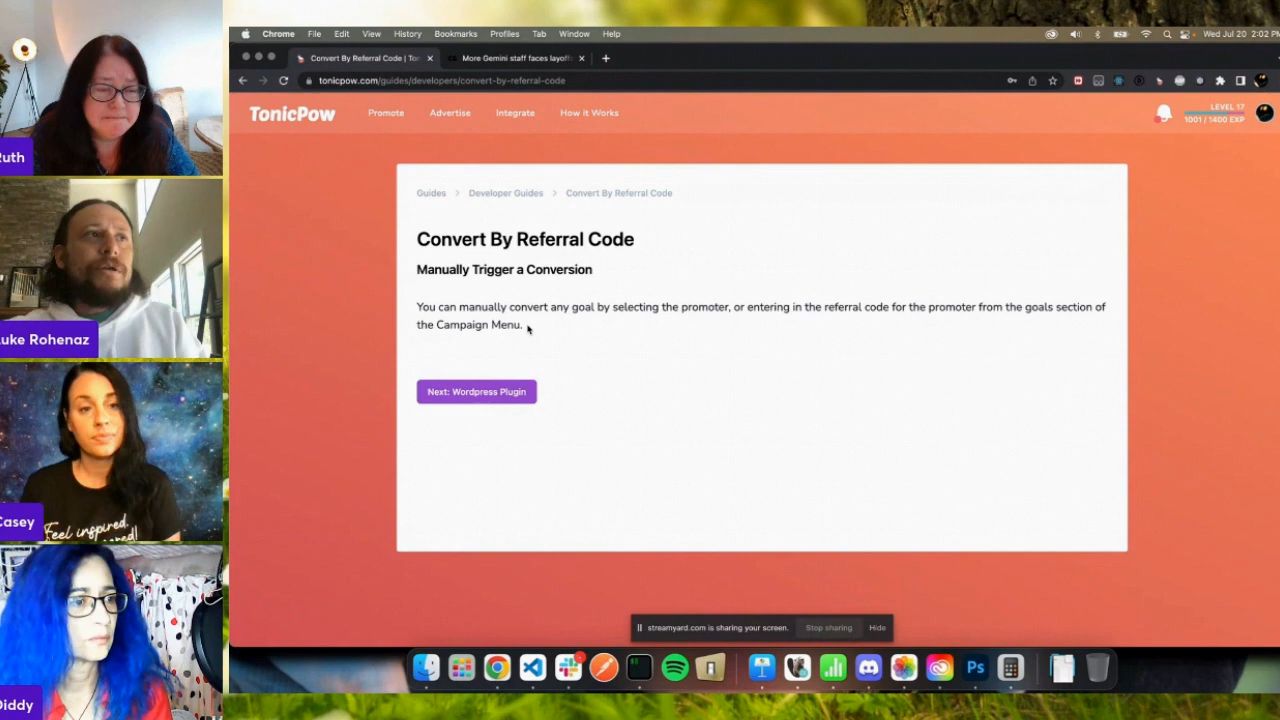 Chrome File Edit View History Bookmarks Profiles Tab Window Help
Wed Jul 20 2:02 PM
Convert By Referral Code | Ton
More Gemini staff faces layoff
tonicpow.com/guides/developers/convert-by-referral-code
TonicPow Promote Advertise Integrate How it Works
LEVEL 17
1001 / 1400 EXP
Guides > Developer Guides > Convert By Referral Code
Convert By Referral Code
Manually Trigger a Conversion
You can manually convert any goal by selecting the promoter, or entering in the referral code for the promoter from the goals section of
the Campaign Menu.
Next: Wordpress Plugin
streamyard.com is sharing your screen. Stop sharing Hide
Ps
Ruth
Luke Rohenaz
Casey
Feel inspired.
Diddy